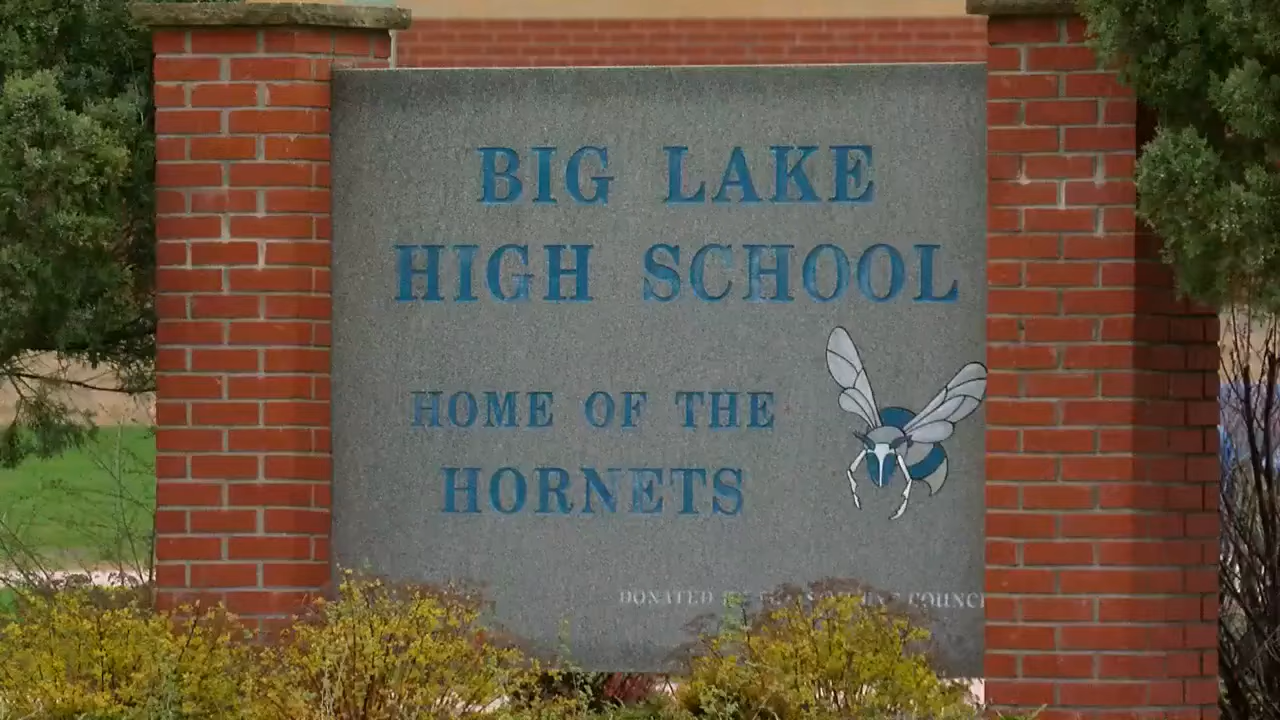 BIG LAKE
HIGH SCHOOL
HOME OF THE
HORNETS
DONATED